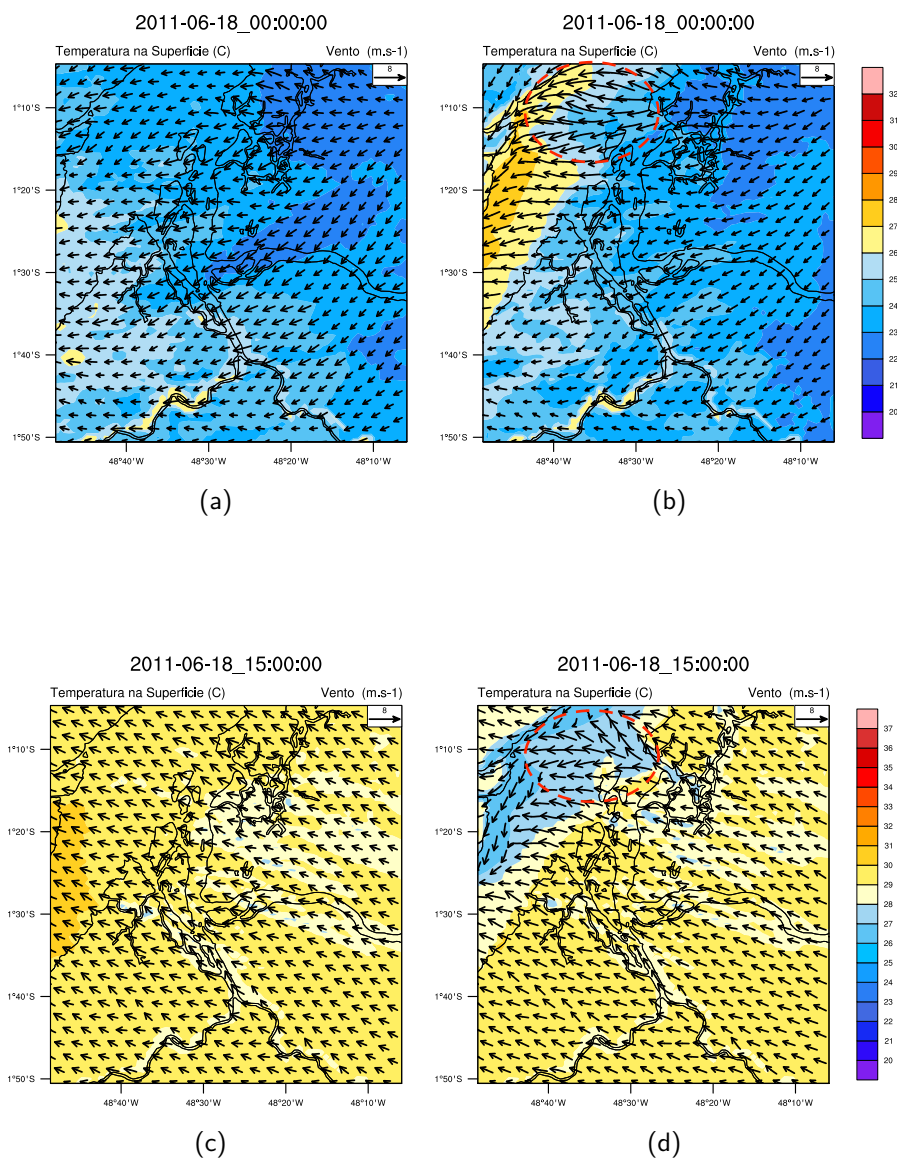 2011-06-18_00:00:00
Temperatura na Superfície (C) Vento (m.s-1)
8
1°10'S
1°20'S
1°30'S
1°40'S
1°50'S
48°40'W 48°30'W 48°20'W 48°10'W
(a)
2011-06-18_00:00:00
Temperatura na Superfície (C) Vento (m.s-1)
8
1°10'S
1°20'S
1°30'S
1°40'S
1°50'S
48°40'W 48°30'W 48°20'W 48°10'W
(b)
32
31
30
29
28
27
26
25
24
23
22
21
20
2011-06-18_15:00:00
Temperatura na Superfície (C) Vento (m.s-1)
8
1°10'S
1°20'S
1°30'S
1°40'S
1°50'S
48°40'W 48°30'W 48°20'W 48°10'W
(c)
2011-06-18_15:00:00
Temperatura na Superfície (C) Vento (m.s-1)
8
1°10'S
1°20'S
1°30'S
1°40'S
1°50'S
48°40'W 48°30'W 48°20'W 48°10'W
(d)
37
36
35
34
33
32
31
30
29
28
27
26
25
24
23
22
21
20